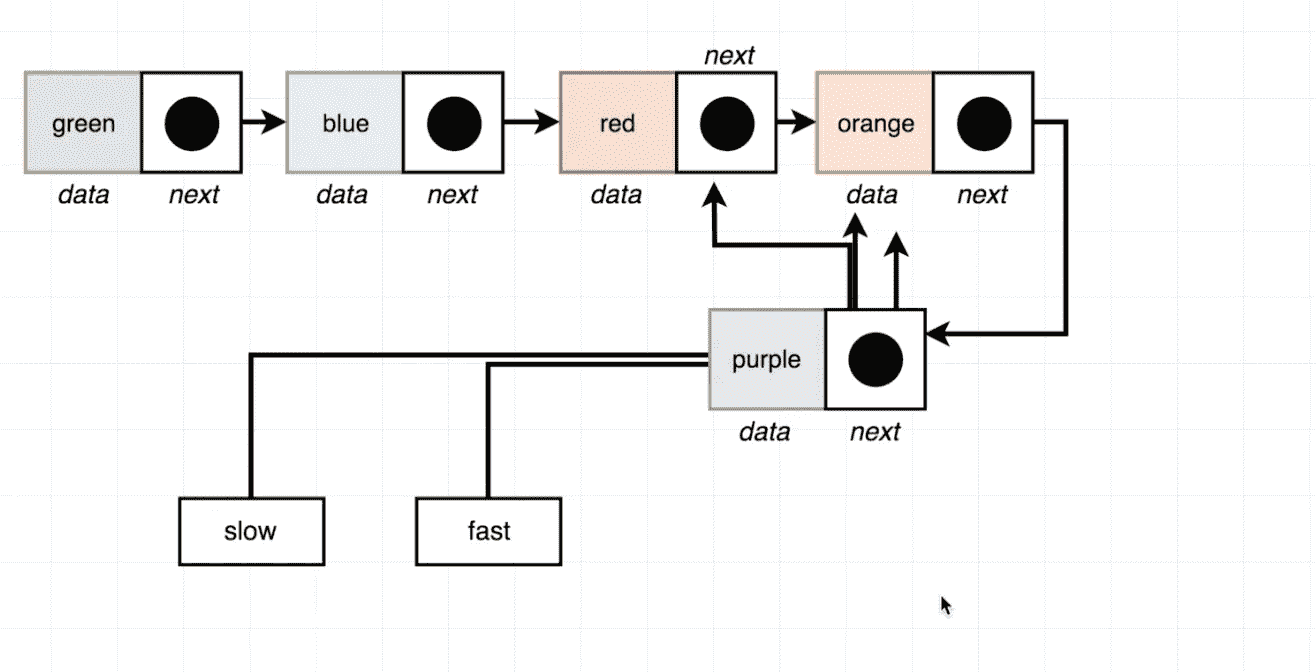 next
green
blue
red
orange
data
next
data
next
data
data
next
purple
data
next
slow
fast